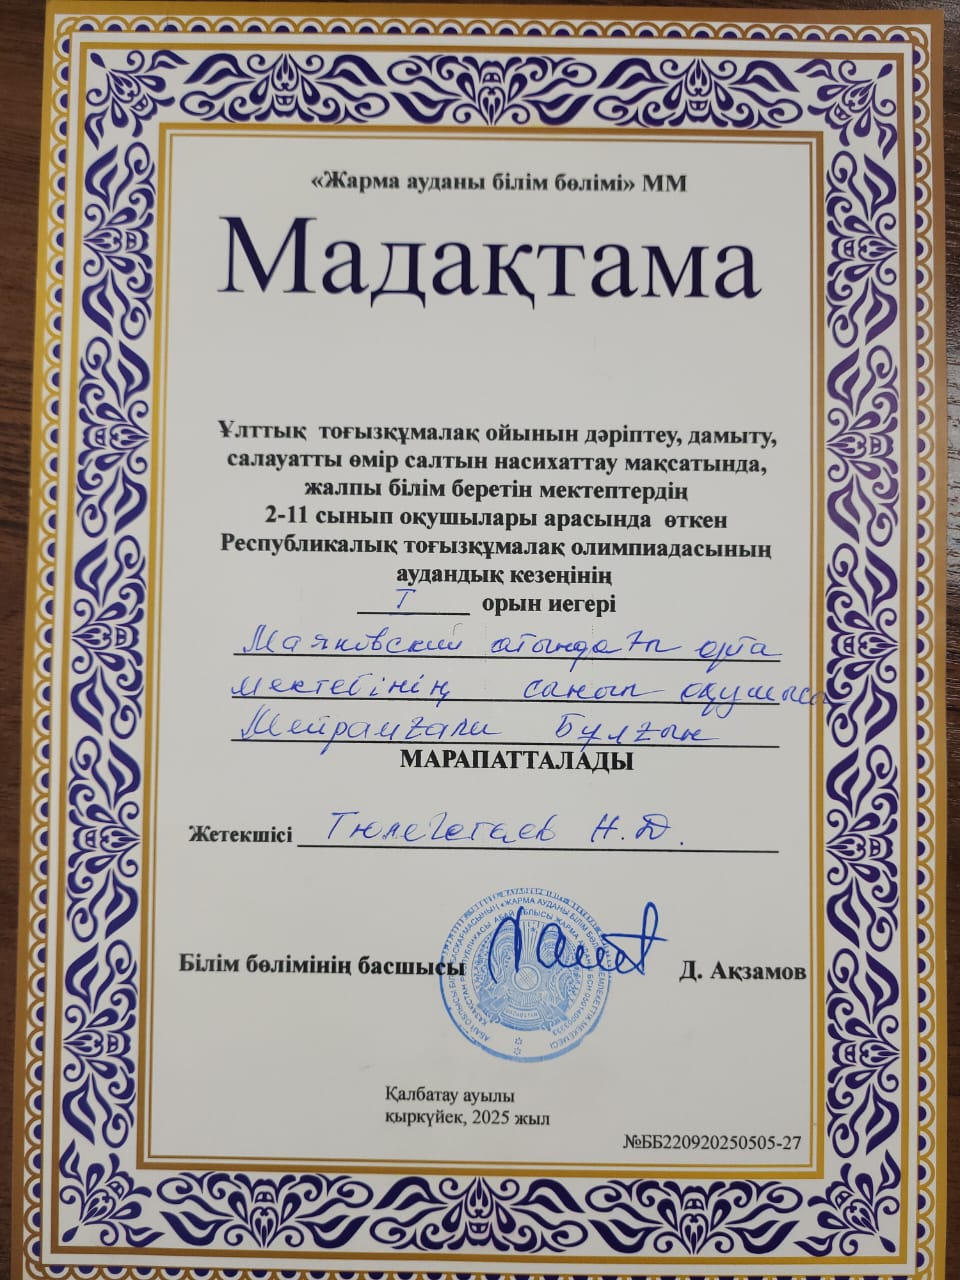 «Жарма ауданы білім бөлімі» ММ
Мадақтама
Ұлттық тоғызқұмалақ ойынын дәріптеу, дамыту,
салауатты өмір салтын насихаттау мақсатында,
жалпы білім беретін мектептердің
2-11 сынып оқушылары арасында өткен
Республикалық тоғызқұмалақ олимпиадасының
аудандық кезеңінің
I орын иегері
Маяковский атындағы орта
мектебінің сынып оқушысы
Мейрамғали Бұлғын
МАРАПАТТАЛАДЫ
Жетекшісі Тюлегетаев Н.Д.
Білім бөлімінің басшысы Д. Ақзамов
Қалбатау ауылы
қыркүйек, 2025 жыл
№ББ220920250505-27